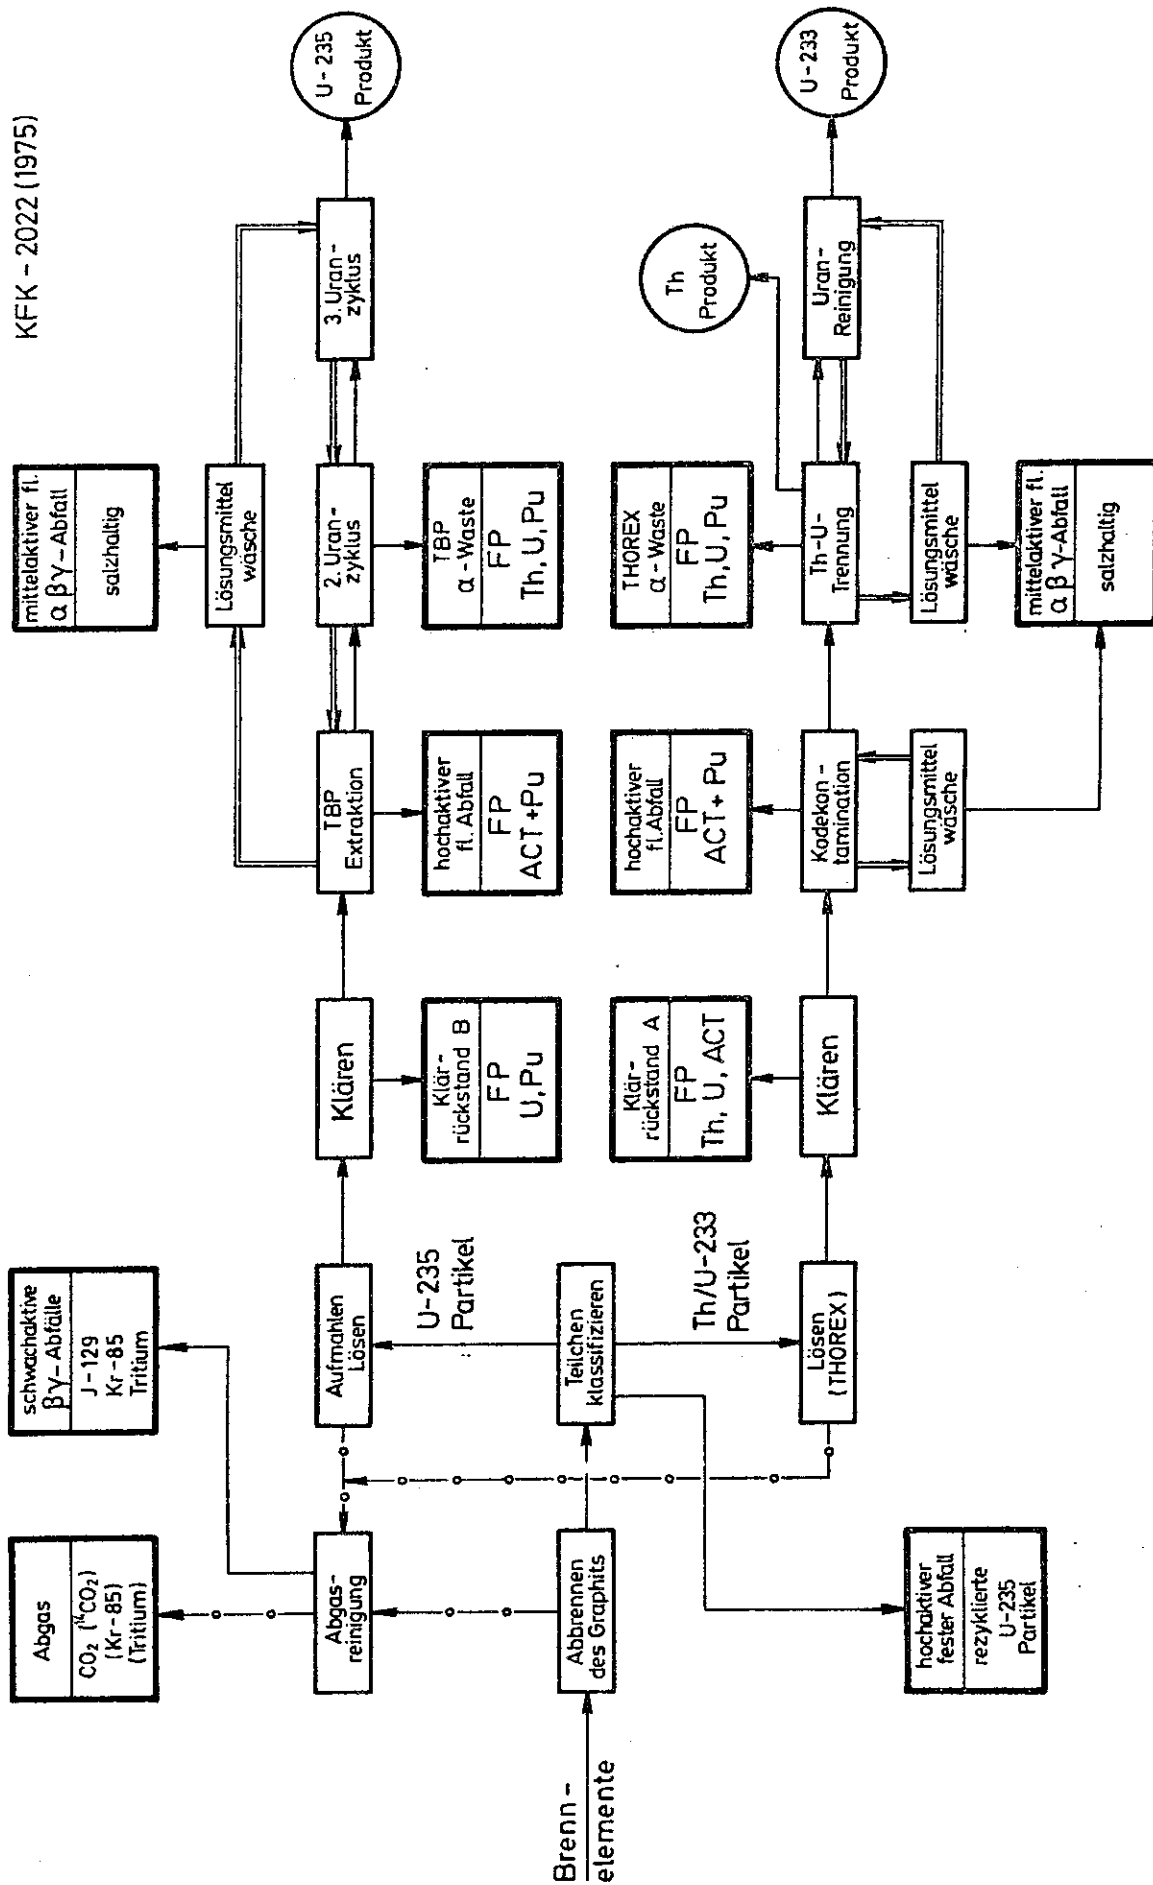 KFK – 2022 (1975)
Abgas
CO₂ (¹⁴CO₂)
(Kr-85)
(Tritium)
schwachaktive
βγ – Abfälle
J-129
Kr-85
Tritium
mittelaktiver fl.
α β γ – Abfall
salzhaltig
Lösungsmittel
wäsche
Abgas-
reinigung
Aufmahlen
Lösen
Klären
TBP
Extraktion
2. Uran-
zyklus
3. Uran-
zyklus
U-235
Produkt
Klär-
rückstand B
FP
U, Pu
hochaktiver
fl. Abfall
FP
ACT+Pu
TBP
α - Waste
FP
Th, U, Pu
U-235
Partikel
Brenn-
elemente
Abbrennen
des Graphits
Teilchen
klassifizieren
Th/U-233
Partikel
Klär-
rückstand A
FP
Th, U, ACT
hochaktiver
fl. Abfall
FP
ACT + Pu
THOREX
α - Waste
FP
Th, U, Pu
Th
Produkt
Lösen
(THOREX)
Klären
Kodekon-
tamination
Th-U-
Trennung
Uran-
Reinigung
U-233
Produkt
Lösungsmittel
wäsche
Lösungsmittel
wäsche
hochaktiver
fester Abfall
rezyklierte
U-235
Partikel
mittelaktiver fl.
α β γ – Abfall
salzhaltig